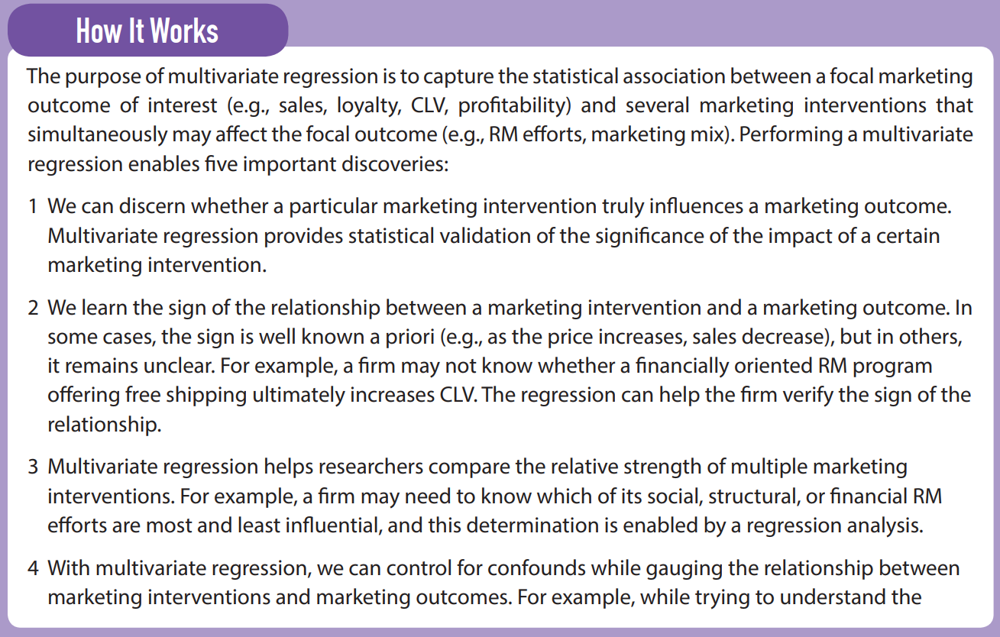 How It Works
The purpose of multivariate regression is to capture the statistical association between a focal marketing
outcome of interest (e.g., sales, loyalty, CLV, profitability) and several marketing interventions that
simultaneously may affect the focal outcome (e.g., RM efforts, marketing mix). Performing a multivariate
regression enables five important discoveries:
1 We can discern whether a particular marketing intervention truly influences a marketing outcome.
Multivariate regression provides statistical validation of the significance of the impact of a certain
marketing intervention.
2 We learn the sign of the relationship between a marketing intervention and a marketing outcome. In
some cases, the sign is well known a priori (e.g., as the price increases, sales decrease), but in others,
it remains unclear. For example, a firm may not know whether a financially oriented RM program
offering free shipping ultimately increases CLV. The regression can help the firm verify the sign of the
relationship.
3 Multivariate regression helps researchers compare the relative strength of multiple marketing
interventions. For example, a firm may need to know which of its social, structural, or financial RM
efforts are most and least influential, and this determination is enabled by a regression analysis.
4 With multivariate regression, we can control for confounds while gauging the relationship between
marketing interventions and marketing outcomes. For example, while trying to understand the